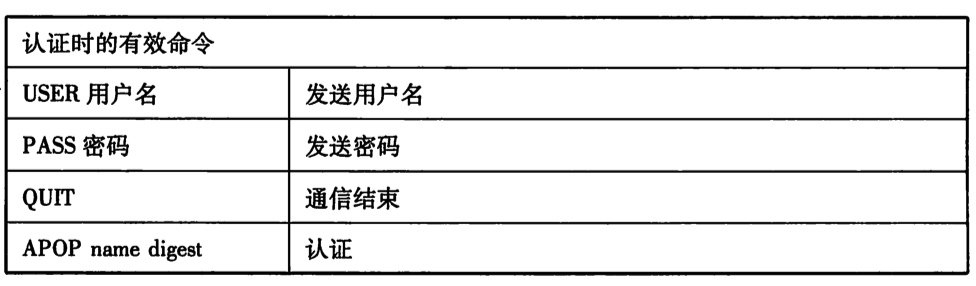 认证时的有效命令
USER 用户名 发送用户名
PASS 密码 发送密码
QUIT 通信结束
APOP name digest 认证